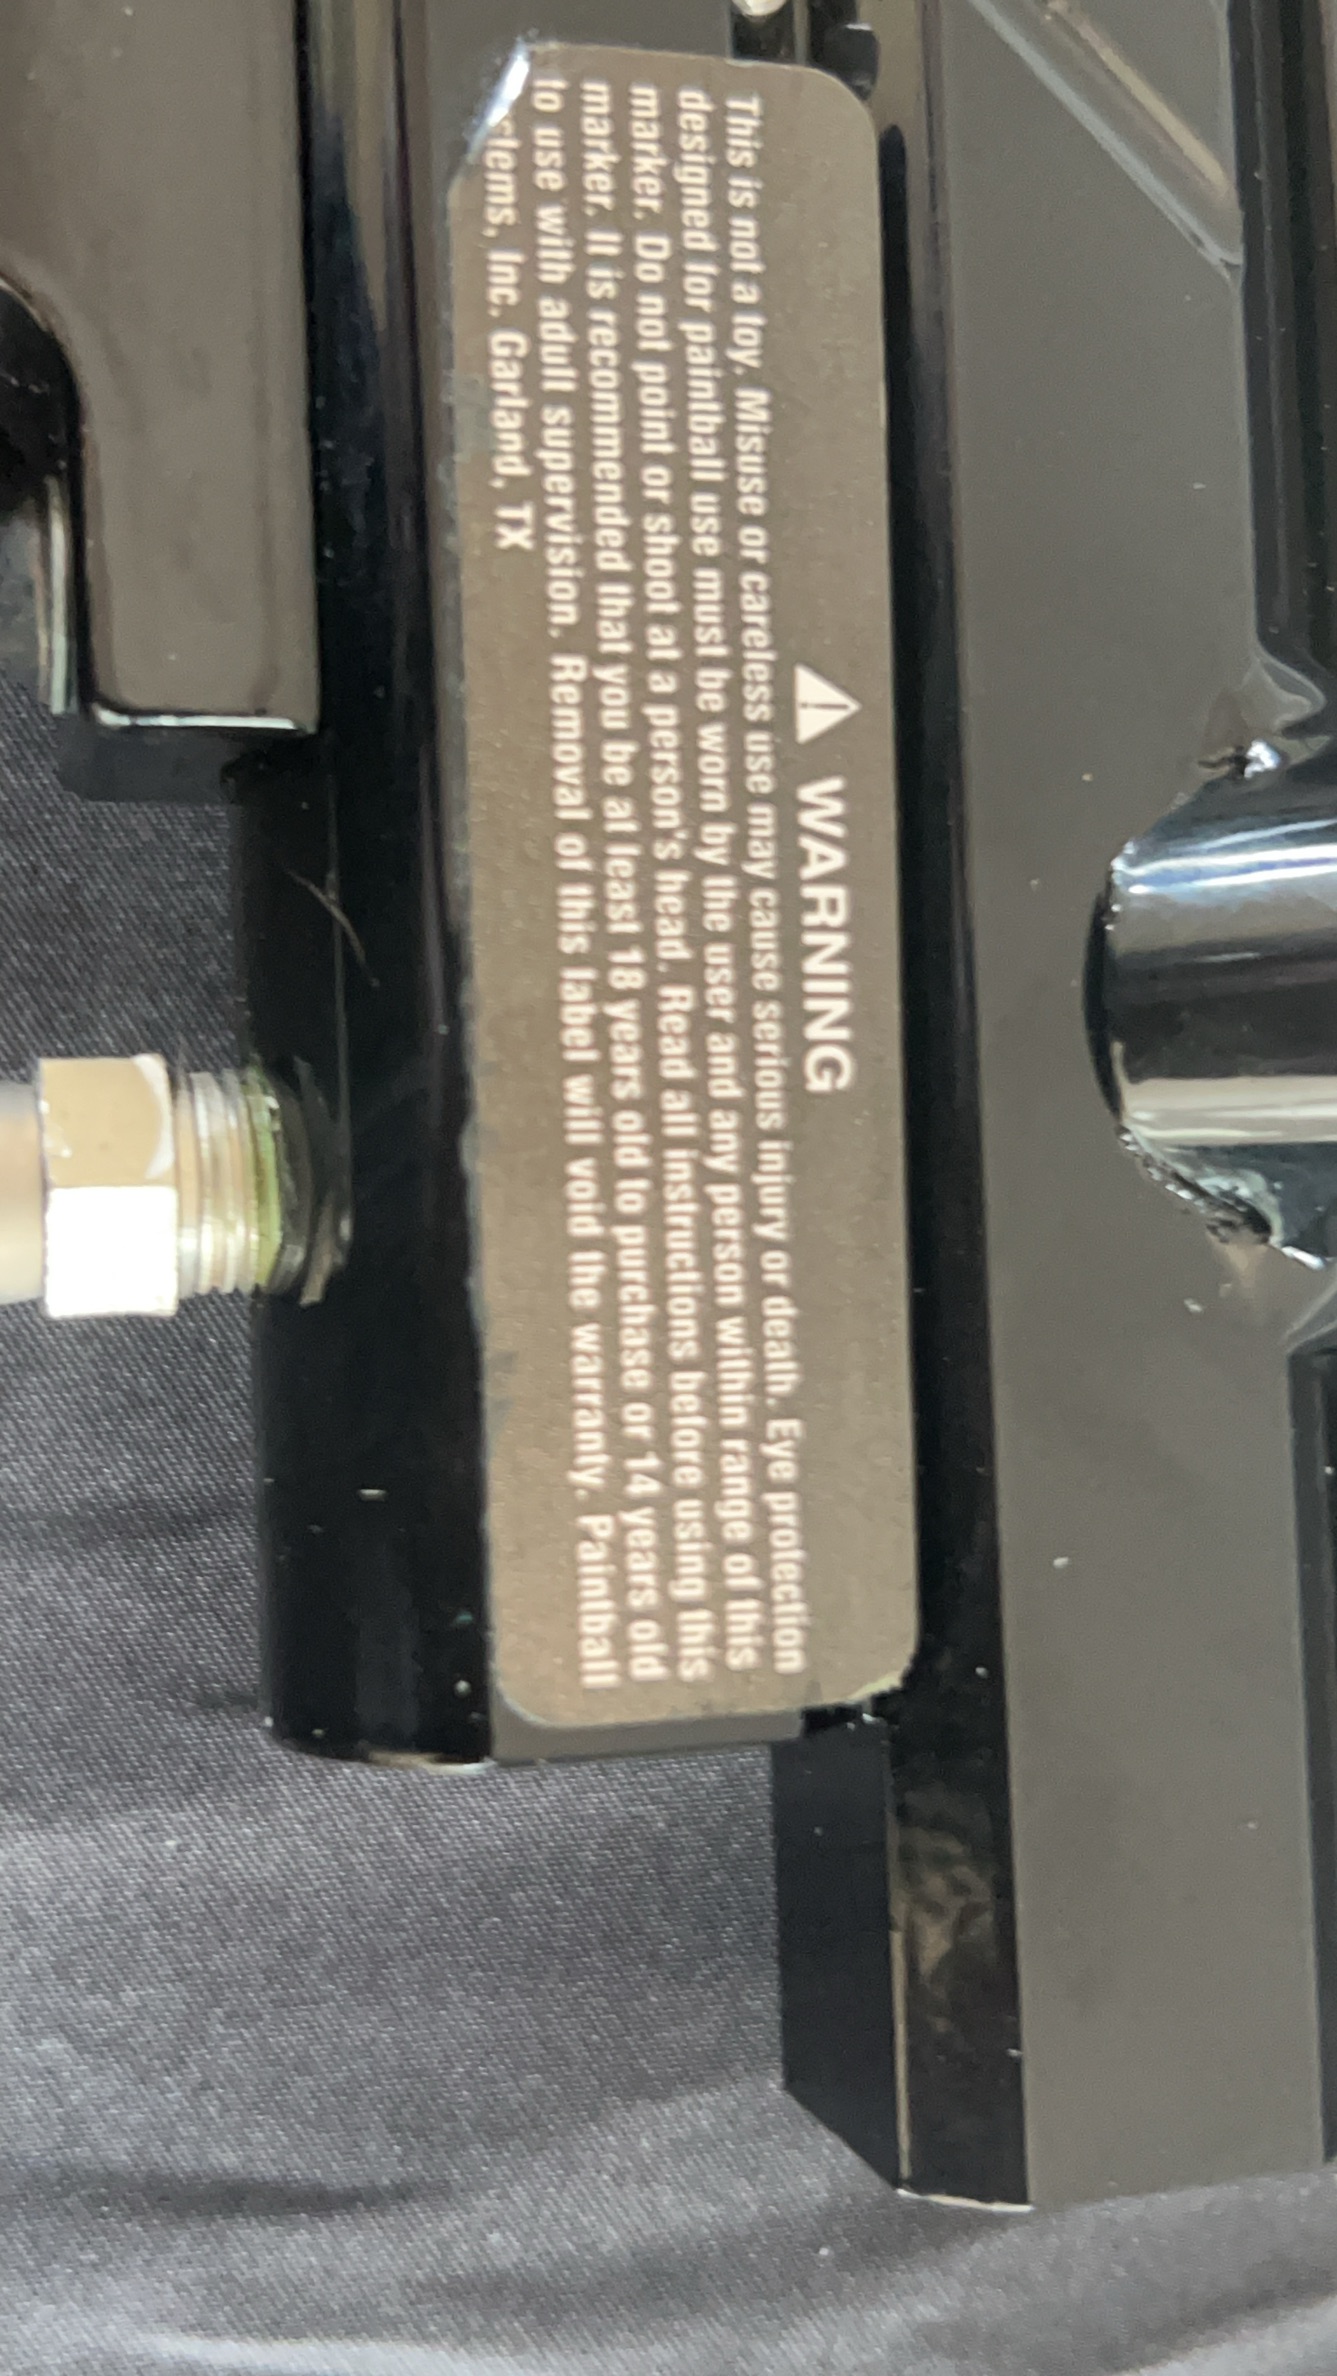 WARNING
This is not a toy. Misuse or careless use may cause serious injury or death. Eye protection
designed for paintball use must be worn by the user and any person within range of this
marker. Do not point or shoot at a person's head. Read all instructions before using this
marker. It is recommended that you be at least 18 years old to purchase or 14 years old
to use with adult supervision. Removal of this label will void the warranty. Paintball
stems, Inc. Garland, TX